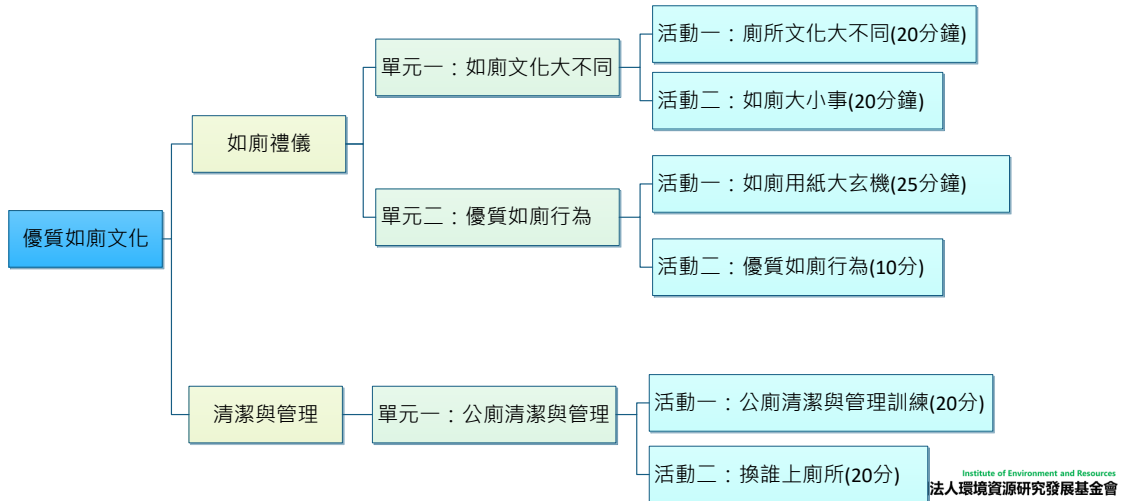 優質如廁文化
如廁禮儀
單元一：如廁文化大不同
活動一：廁所文化大不同(20分鐘)
活動二：如廁大小事(20分鐘)
單元二：優質如廁行為
活動一：如廁用紙大玄機(25分鐘)
活動二：優質如廁行為(10分)
清潔與管理
單元一：公廁清潔與管理
活動一：公廁清潔與管理訓練(20分)
活動二：換誰上廁所(20分)
Institute of Environment and Resources
法人環境資源研究發展基金會